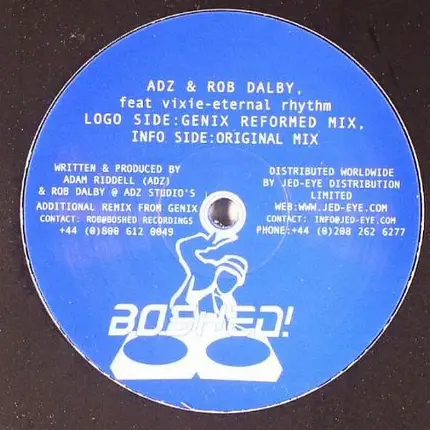 ADZ & ROB DALBY,
feat vixie-eternal rhythm
LOGO SIDE:GENIX REFORMED MIX,
INFO SIDE:ORIGINAL MIX
WRITTEN & PRODUCED BY
ADAM RIDDELL (ADZ)
& ROB DALBY @ ADZ STUDIO'S
ADDITIONAL REMIX FROM GENIX
CONTACT: ROB@BOSHED RECORDINGS
+44 (0)800 612 0049
DISTRIBUTED WORLDWIDE
BY JED-EYE DISTRIBUTION
LIMITED
WEB:WWW.JED-EYE.COM
CONTACT: INFO@JED-EYE.COM
PHONE:+44 (0)208 262 6277
BOSHED!